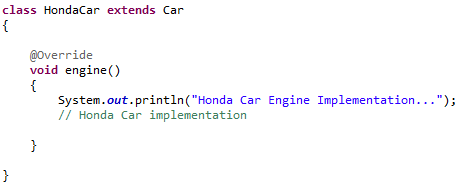 class HondaCar extends Car
{
@Override
void engine()
{
System.out.println("Honda Car Engine Implementation...");
// Honda Car implementation
}
}